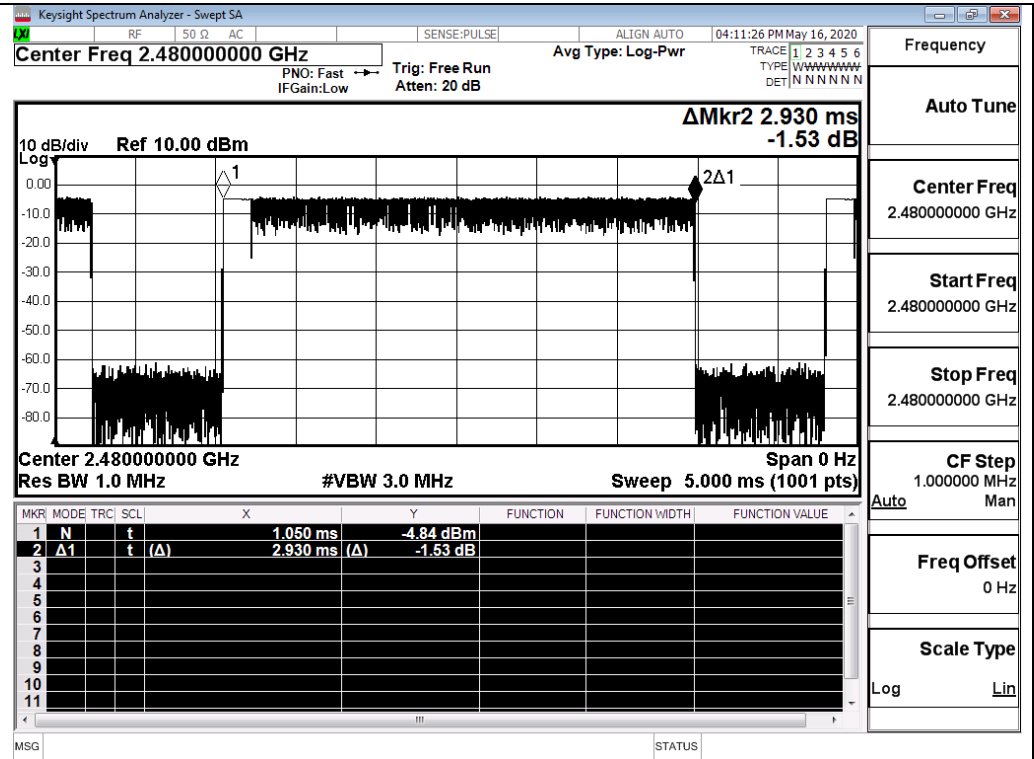 Keysight Spectrum Analyzer - Swept SA
LXI RF 50 Ω AC SENSE:PULSE ALIGN AUTO 04:11:26 PM May 16, 2020
Center Freq 2.480000000 GHz
PNO: Fast
IFGain:Low
Trig: Free Run
Atten: 20 dB
Avg Type: Log-Pwr
TRACE 1 2 3 4 5 6
TYPE WWWWWW
DET N N N N N N
ΔMkr2 2.930 ms
-1.53 dB
10 dB/div Ref 10.00 dBm
Log
1
2Δ1
0.00
-10.0
-20.0
-30.0
-40.0
-50.0
-60.0
-70.0
-80.0
Center 2.480000000 GHz Span 0 Hz
Res BW 1.0 MHz #VBW 3.0 MHz Sweep 5.000 ms (1001 pts)
MKR MODE TRC SCL X Y FUNCTION FUNCTION WIDTH FUNCTION VALUE
1 N t 1.050 ms -4.84 dBm
2 Δ1 t (Δ) 2.930 ms (Δ) -1.53 dB
3
4
5
6
7
8
9
10
11
MSG STATUS
Frequency
Auto Tune
Center Freq
2.480000000 GHz
Start Freq
2.480000000 GHz
Stop Freq
2.480000000 GHz
CF Step
1.000000 MHz
Auto Man
Freq Offset
0 Hz
Scale Type
Log Lin